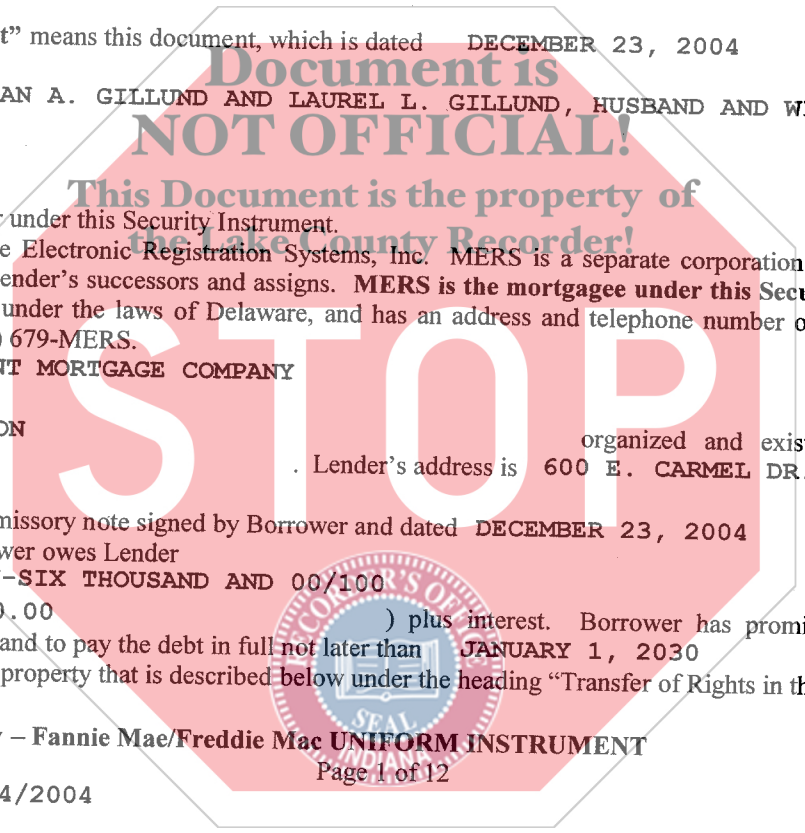 t” means this document, which is dated DECEMBER 23, 2004
Document is
AN A. GILLUND AND LAUREL L. GILLUND, HUSBAND AND W
NOT OFFICIAL!
This Document is the property of
under this Security Instrument.
the Lake County Recorder!
e Electronic Registration Systems, Inc. MERS is a separate corporation
ender’s successors and assigns. MERS is the mortgagee under this Secu
under the laws of Delaware, and has an address and telephone number o
) 679-MERS.
NT MORTGAGE COMPANY
STOP
ON
organized and exis
. Lender’s address is 600 E. CARMEL DR.
missory note signed by Borrower and dated DECEMBER 23, 2004
wer owes Lender
-SIX THOUSAND AND 00/100
0.00 ) plus interest. Borrower has promi
and to pay the debt in full not later than JANUARY 1, 2030
property that is described below under the heading “Transfer of Rights in th
RECORDER'S OFFICE
SEAL
INDIANA
– Fannie Mae/Freddie Mac UNIFORM INSTRUMENT
Page 1 of 12
4/2004